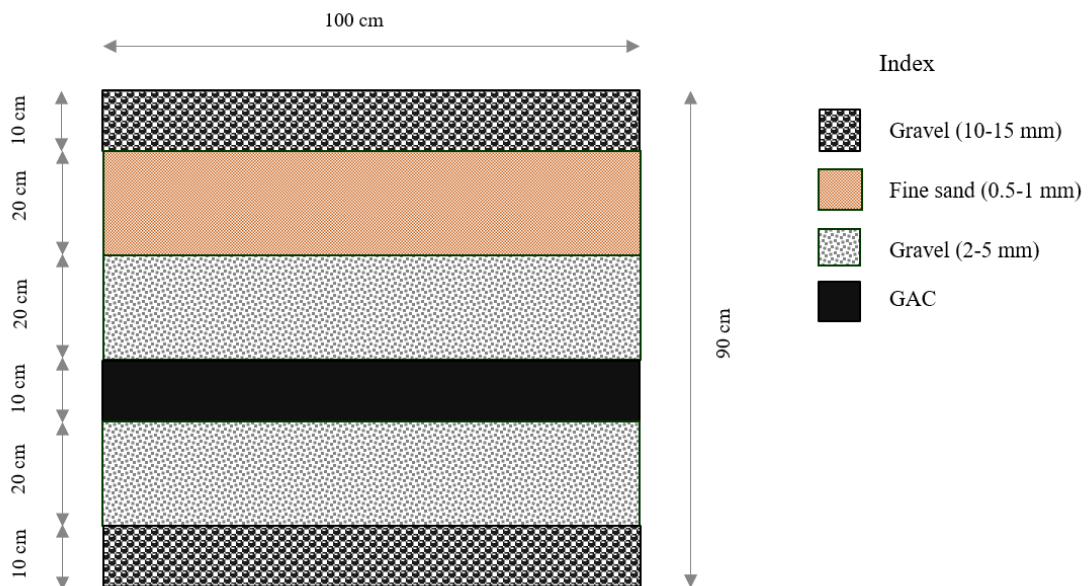 100 cm
Index
10 cm
Gravel (10-15 mm)
20 cm
Fine sand (0.5-1 mm)
20 cm
Gravel (2-5 mm)
GAC
90 cm
10 cm
20 cm
10 cm